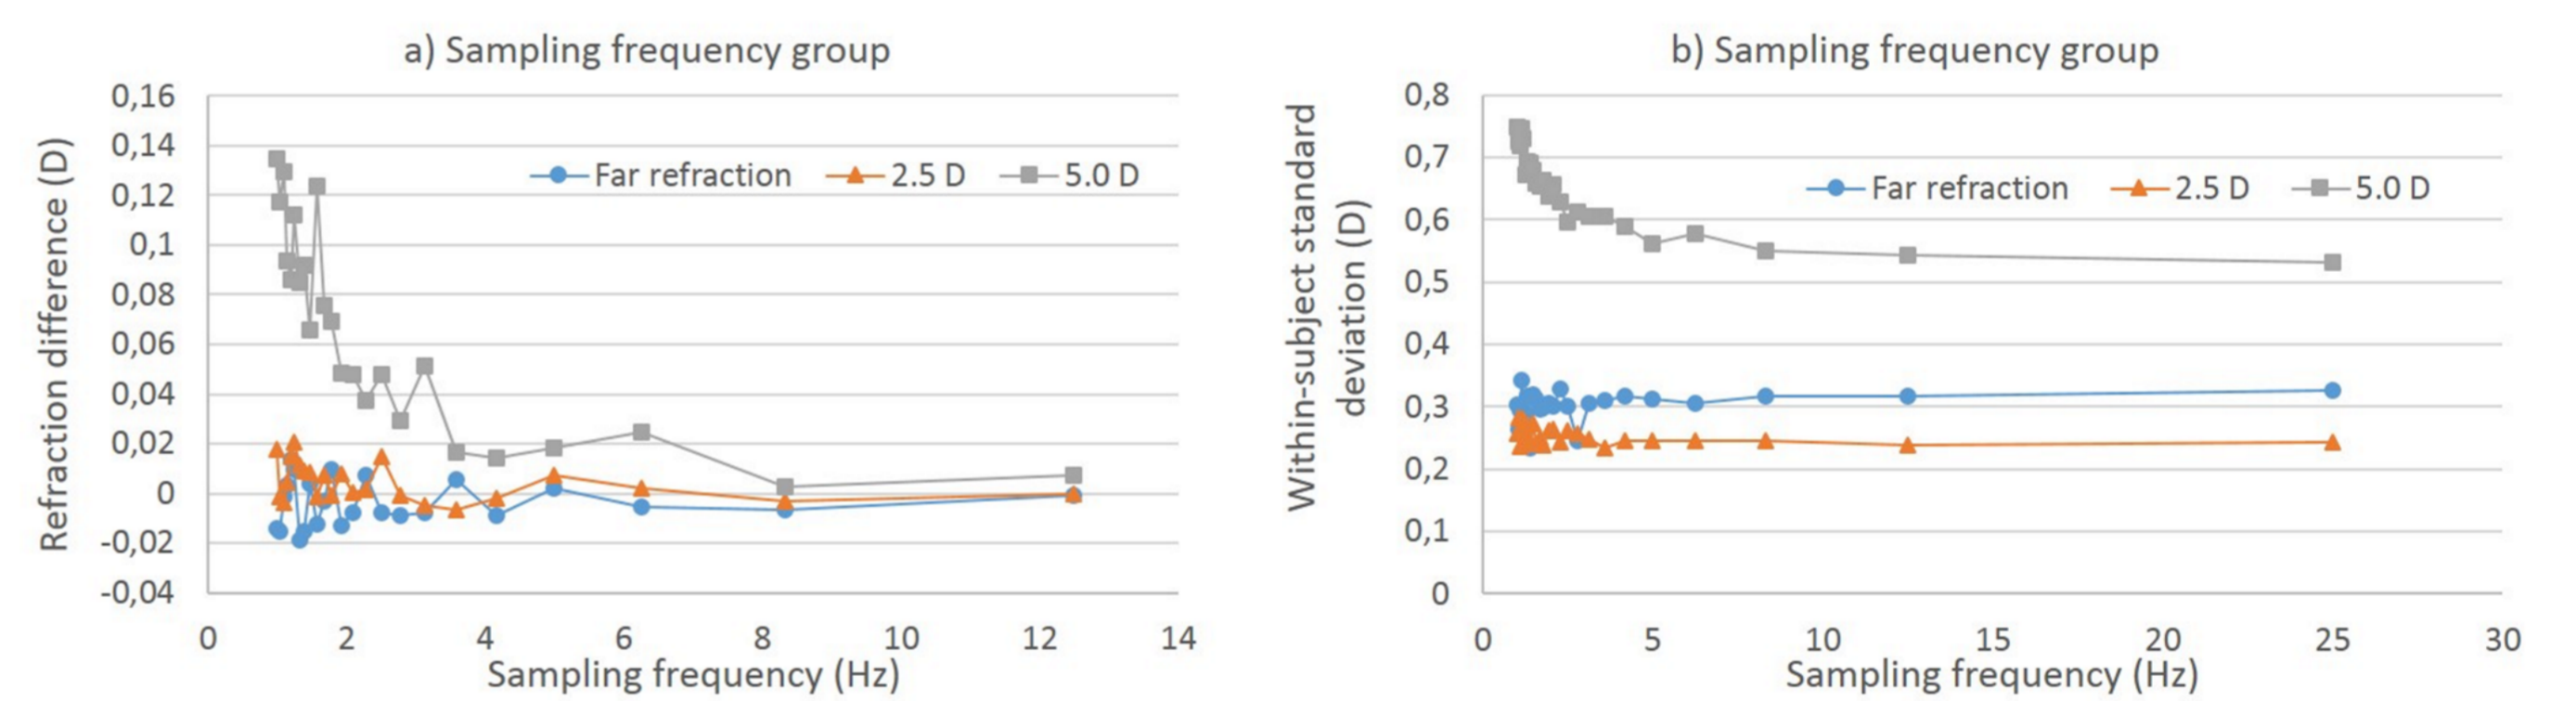 a) Sampling frequency group
Refraction difference (D)
0,16
0,14
0,12
0,1
0,08
0,06
0,04
0,02
0
-0,02
-0,04
Far refraction
2.5 D
5.0 D
0 2 4 6 8 10 12 14
Sampling frequency (Hz)
b) Sampling frequency group
Within-subject standard
deviation (D)
0,8
0,7
0,6
0,5
0,4
0,3
0,2
0,1
0
Far refraction
2.5 D
5.0 D
0 5 10 15 20 25 30
Sampling frequency (Hz)